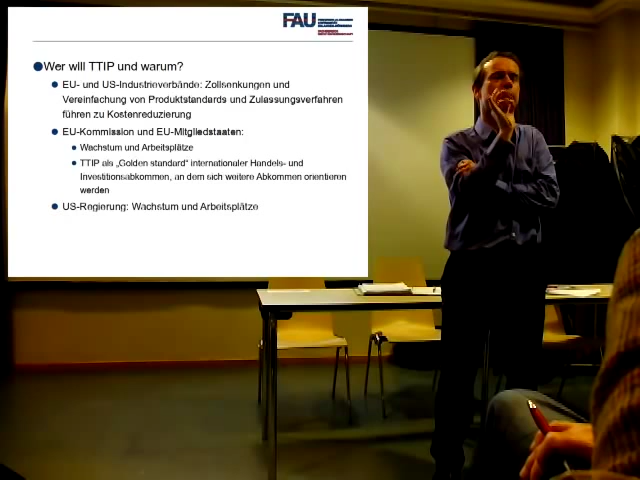 FAU
Wer will TTIP und warum?
EU- und US-Industrieverbände: Zollsenkungen und
Vereinfachung von Produktstandards und Zulassungsverfahren
führen zu Kostenreduzierung
EU-Kommission und EU-Mitgliedstaaten:
Wachstum und Arbeitsplätze
TTIP als „Golden standard“ internationaler Handels- und
Investitionsabkommen, an dem sich weitere Abkommen orientieren
werden
US-Regierung: Wachstum und Arbeitsplätze